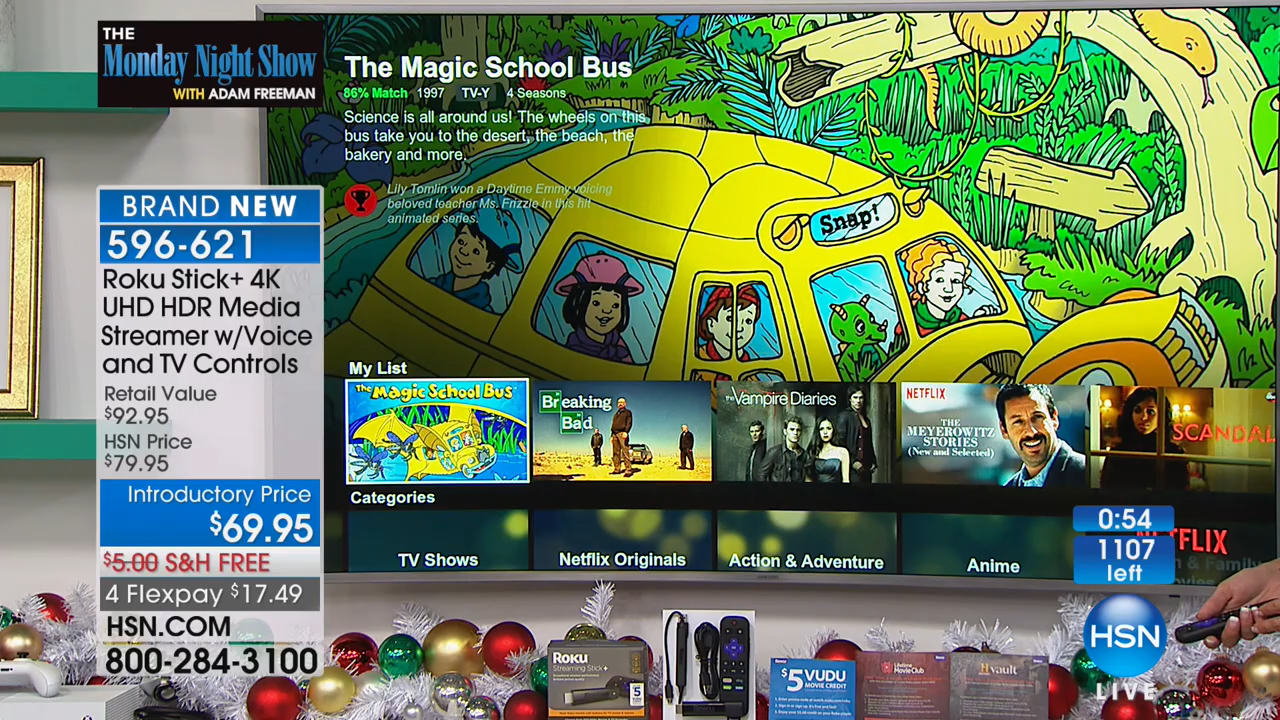 THE
Monday Night Show
WITH ADAM FREEMAN
BRAND NEW
596-621
Roku Stick+ 4K
UHD HDR Media
Streamer w/Voice
and TV Controls
Retail Value
$92.95
HSN Price
$79.95
Introductory Price
$69.95
$5.00 S&H FREE
4 Flexpay $17.49
HSN.COM
800-284-3100
The Magic School Bus
86% Match 1997 TV-Y 4 Seasons
Science is all around us! The wheels on this
bus take you to the desert, the beach, the
bakery and more.
Lily Tomlin won a Daytime Emmy voicing
beloved teacher Ms. Frizzle in this hit
animated series.
Snap!
My List
The Magic School Bus
Breaking
Bad
the Vampire Diaries
NETFLIX
THE
MEYEROWITZ
STORIES
(New and Selected)
abc
SCANDAL
Categories
TV Shows
Netflix Originals
Action & Adventure
Anime
NETFLIX
0:54
1107
left
HSN
LIVE
Roku
Streaming Stick+
$5 VUDU
MOVIE CREDIT
Lifetime
MovieClub
H vault